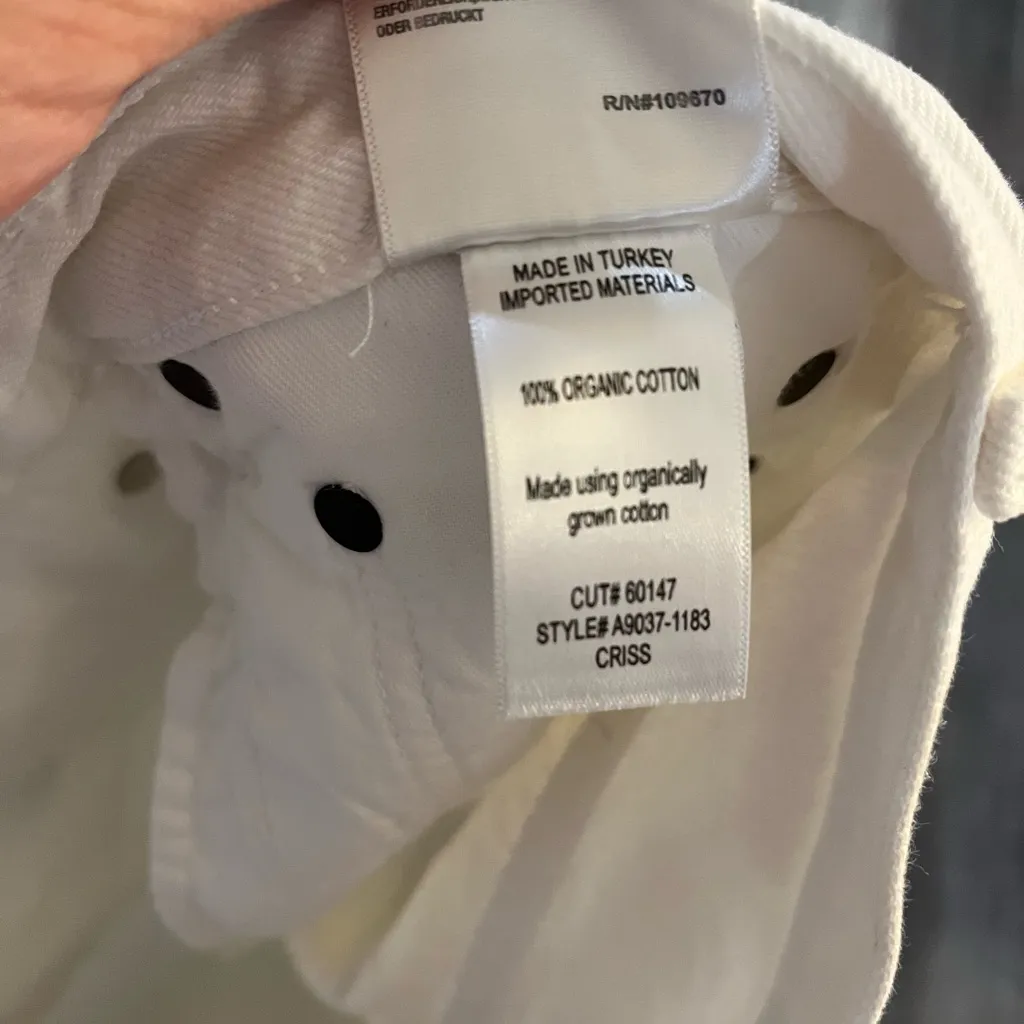 ODER BEDRUCKT
R/N#109670
MADE IN TURKEY
IMPORTED MATERIALS
100% ORGANIC COTTON
Made using organically
grown cotton
CUT# 60147
STYLE# A9037-1183
CRISS